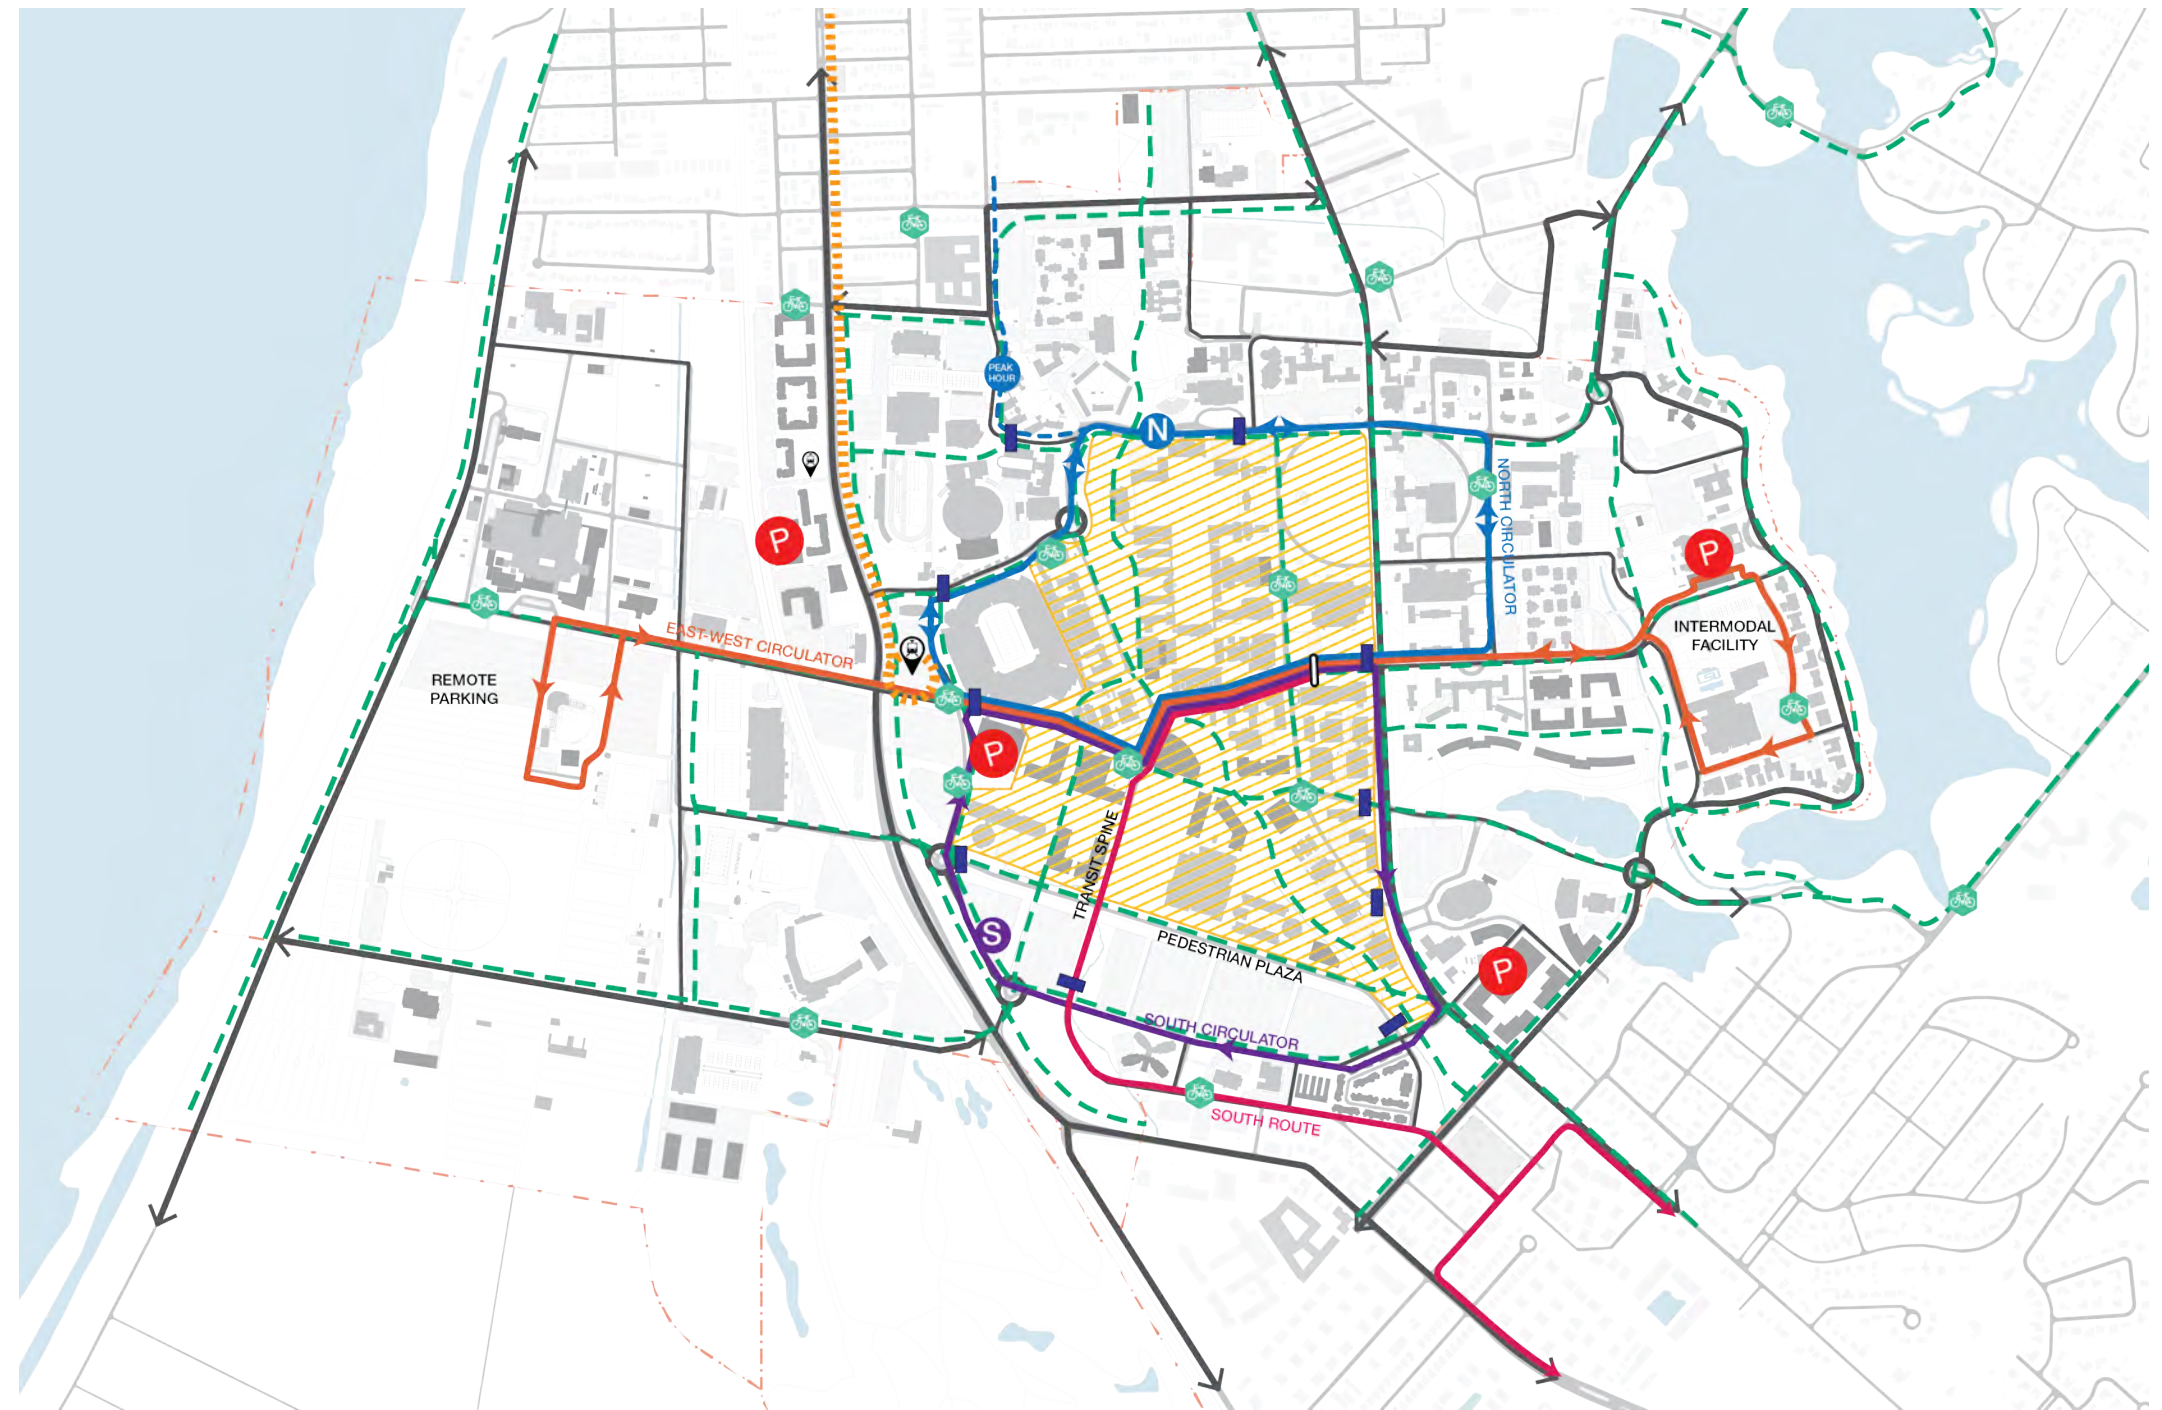 PEAK
HOUR
N
P
NORTH CIRCULATOR
P
INTERMODAL
FACILITY
EAST-WEST CIRCULATOR
REMOTE
PARKING
P
TRANSIT SPINE
S
PEDESTRIAN PLAZA
P
SOUTH CIRCULATOR
SOUTH ROUTE